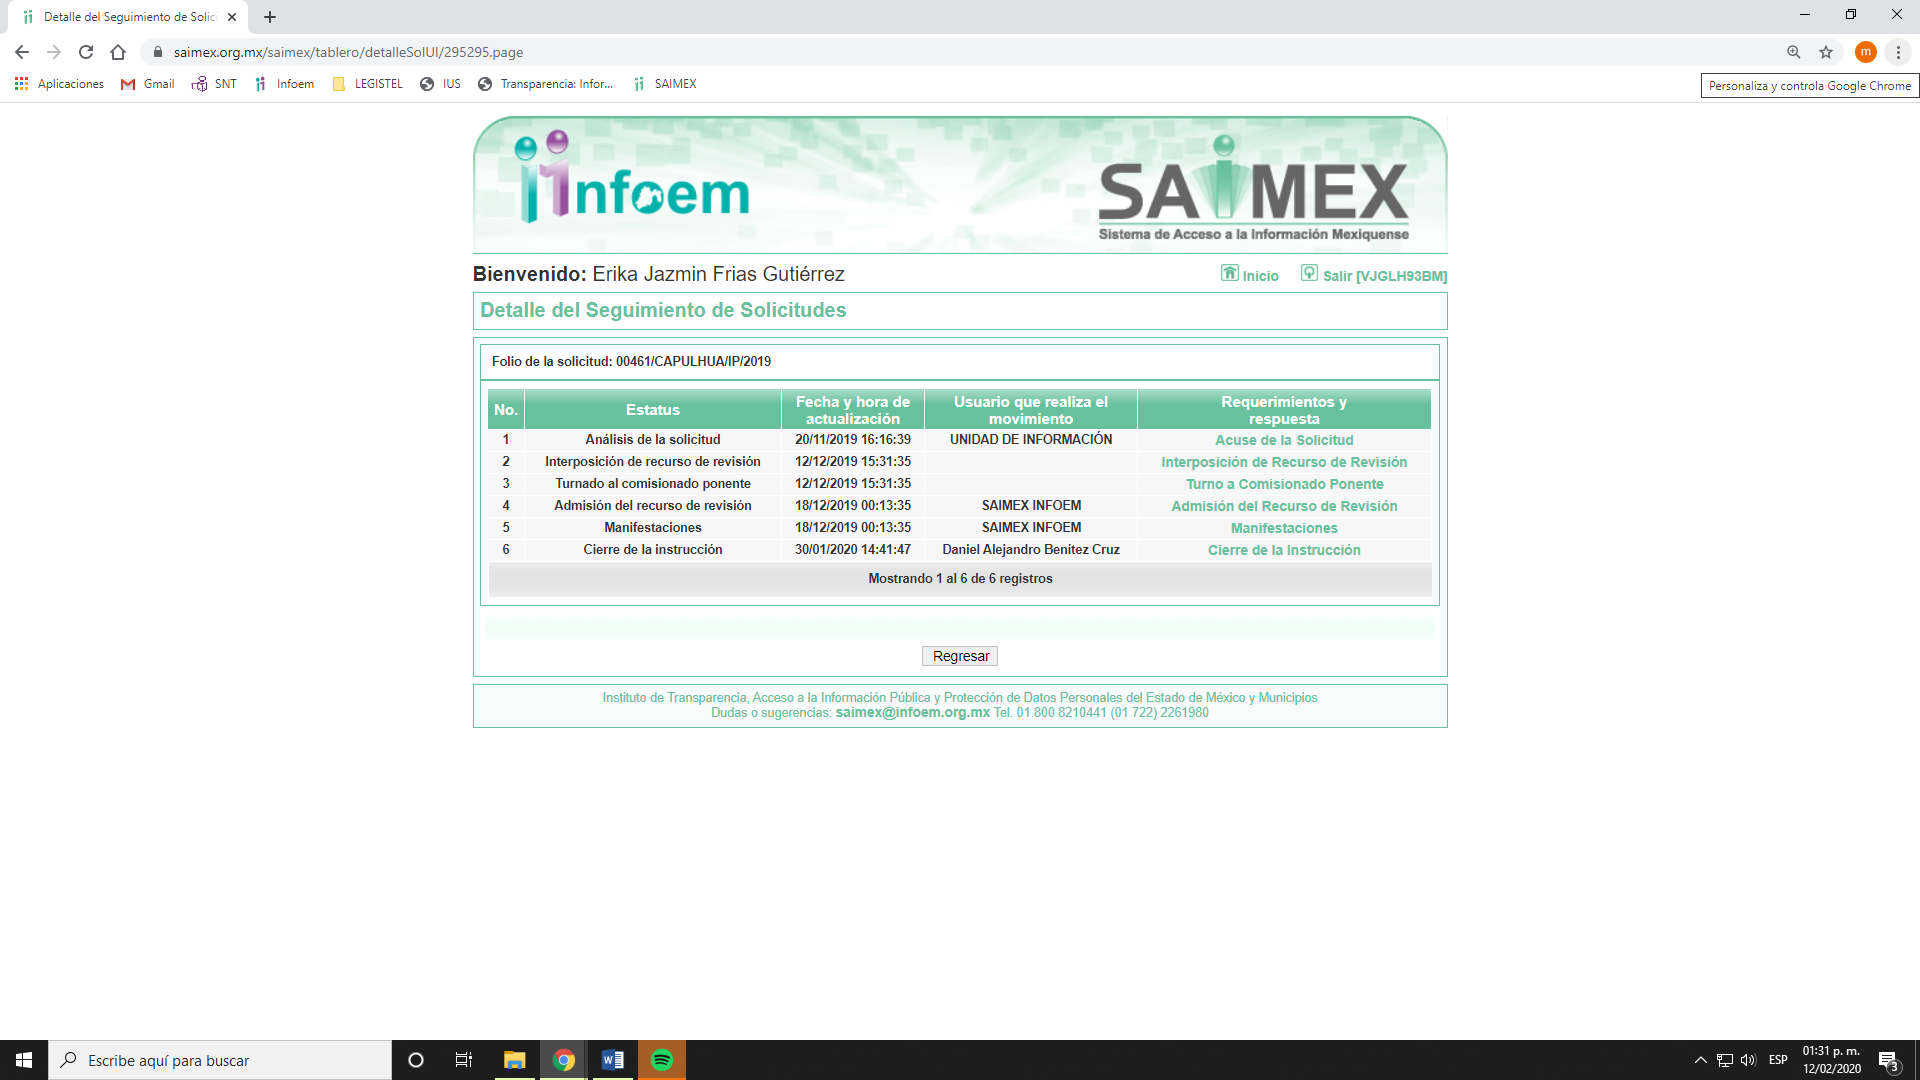 Detalle del Seguimiento de Solic
saimex.org.mx/saimex/tablero/detalleSolUI/295295.page
m
Aplicaciones Gmail SNT Infoem LEGISTEL IUS Transparencia: Infor... SAIMEX
Personaliza y controla Google Chrome
infoem
SAIMEX
Sistema de Acceso a la Información Mexiquense
Bienvenido: Erika Jazmin Frias Gutiérrez
Inicio Salir [VJGLH93BM]
Detalle del Seguimiento de Solicitudes
Folio de la solicitud: 00461/CAPULHUA/IP/2019
No. Estatus Fecha y hora de actualización Usuario que realiza el movimiento Requerimientos y respuesta
1 Análisis de la solicitud 20/11/2019 16:16:39 UNIDAD DE INFORMACIÓN Acuse de la Solicitud
2 Interposición de recurso de revisión 12/12/2019 15:31:35 Interposición de Recurso de Revisión
3 Turnado al comisionado ponente 12/12/2019 15:31:35 Turno a Comisionado Ponente
4 Admisión del recurso de revisión 18/12/2019 00:13:35 SAIMEX INFOEM Admisión del Recurso de Revisión
5 Manifestaciones 18/12/2019 00:13:35 SAIMEX INFOEM Manifestaciones
6 Cierre de la instrucción 30/01/2020 14:41:47 Daniel Alejandro Benítez Cruz Cierre de la Instrucción
Mostrando 1 al 6 de 6 registros
Regresar
Instituto de Transparencia, Acceso a la Información Pública y Protección de Datos Personales del Estado de México y Municipios
Dudas o sugerencias: saimex@infoem.org.mx Tel. 01 800 8210441 (01 722) 2261980
Escribe aquí para buscar
ESP
01:31 p. m.
12/02/2020
3